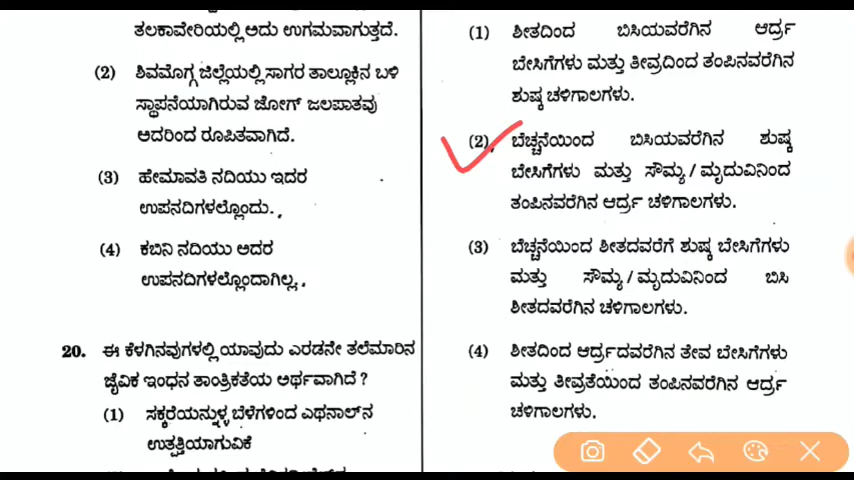 ತಲಕಾವೇರಿಯಲ್ಲಿ ಅದು ಉಗಮವಾಗುತ್ತದೆ.
(2) ಶಿವಮೊಗ್ಗ ಜಿಲ್ಲೆಯಲ್ಲಿ ಸಾಗರ ತಾಲ್ಲೂಕಿನ ಬಳಿ
ಸ್ಥಾಪನೆಯಾಗಿರುವ ಜೋಗ್ ಜಲಪಾತವು
ಆದರಿಂದ ರೂಪಿತವಾಗಿದೆ.
(3) ಹೇಮಾವತಿ ನದಿಯು ಇದರ
ಉಪನದಿಗಳಲ್ಲೊಂದು.
(4) ಕಬಿನಿ ನದಿಯು ಅದರ
ಉಪನದಿಗಳಲ್ಲೊಂದಾಗಿಲ್ಲ.
20. ಈ ಕೆಳಗಿನವುಗಳಲ್ಲಿ ಯಾವುದು ಎರಡನೇ ತಲೆಮಾರಿನ
ಜೈವಿಕ ಇಂಧನ ತಾಂತ್ರಿಕತೆಯ ಅರ್ಥವಾಗಿದೆ ?
(1) ಸಕ್ಕರೆಯನ್ನುಳ್ಳ ಬೆಳೆಗಳಿಂದ ಎಥನಾಲ್‌ನ
ಉತ್ಪತ್ತಿಯಾಗುವಿಕೆ
(1) ಶೀತದಿಂದ ಬಿಸಿಯವರೆಗಿನ ಆರ್ದ್ರ
ಬೇಸಿಗೆಗಳು ಮತ್ತು ತೀವ್ರದಿಂದ ತಂಪಿನವರೆಗಿನ
ಶುಷ್ಕ ಚಳಿಗಾಲಗಳು.
(2) ಬೆಚ್ಚನೆಯಿಂದ ಬಿಸಿಯವರೆಗಿನ ಶುಷ್ಕ
ಬೇಸಿಗೆಗಳು ಮತ್ತು ಸೌಮ್ಯ / ಮೃದುವಿನಿಂದ
ತಂಪಿನವರೆಗಿನ ಆರ್ದ್ರ ಚಳಿಗಾಲಗಳು.
(3) ಬೆಚ್ಚನೆಯಿಂದ ಶೀತದವರೆಗೆ ಶುಷ್ಕ ಬೇಸಿಗೆಗಳು
ಮತ್ತು ಸೌಮ್ಯ / ಮೃದುವಿನಿಂದ ಬಿಸಿ
ಶೀತದವರೆಗಿನ ಚಳಿಗಾಲಗಳು.
(4) ಶೀತದಿಂದ ಆರ್ದ್ರದವರೆಗಿನ ತೇವ ಬೇಸಿಗೆಗಳು
ಮತ್ತು ತೀವ್ರತೆಯಿಂದ ತಂಪಿನವರೆಗಿನ ಆರ್ದ್ರ
ಚಳಿಗಾಲಗಳು.